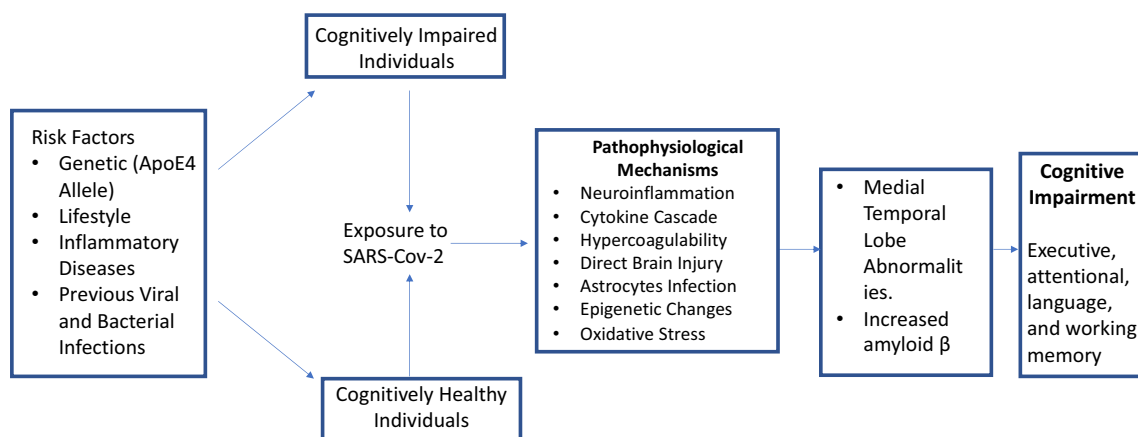 Cognitively Impaired
Individuals
Risk Factors
• Genetic (ApoE4
Allele)
• Lifestyle
• Inflammatory
Diseases
• Previous Viral
and Bacterial
Infections
Exposure to
SARS-Cov-2
Cognitively Healthy
Individuals
Pathophysiological
Mechanisms
• Neuroinflammation
• Cytokine Cascade
• Hypercoagulability
• Direct Brain Injury
• Astrocytes Infection
• Epigenetic Changes
• Oxidative Stress
• Medial
Temporal
Lobe
Abnormalit
ies.
• Increased
amyloid β
Cognitive
Impairment
Executive,
attentional,
language,
and working
memory